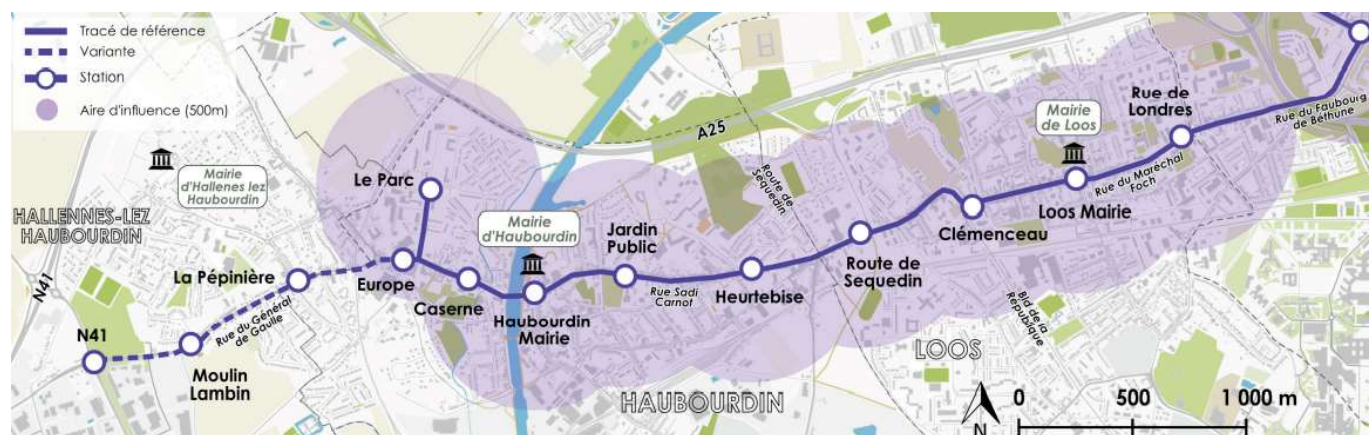 Tracé de référence
Variante
Station
Aire d'influence (500m)
A25
Rue de
Londres
Rue du Faubourg
de Béthune
Mairie
de Loos
Mairie
d'Hallenes lez
Haubourdin
Le Parc
Route de
Sequedin
Rue du Maréchal
Foch
HALLENNES-LEZ
HAUBOURDIN
Mairie
d'Haubourdin
Jardin
Public
Loos Mairie
Clémenceau
La Pépinière
Europe
Route de
Sequedin
N41
Rue du Général
de Gaulle
Caserne
Rue Sadi
Carnot
Heurtebise
Haubourdin
Mairie
Bld de la
République
N41
Moulin
Lambin
LOOS
HAUBOURDIN
N
0 500 1 000 m